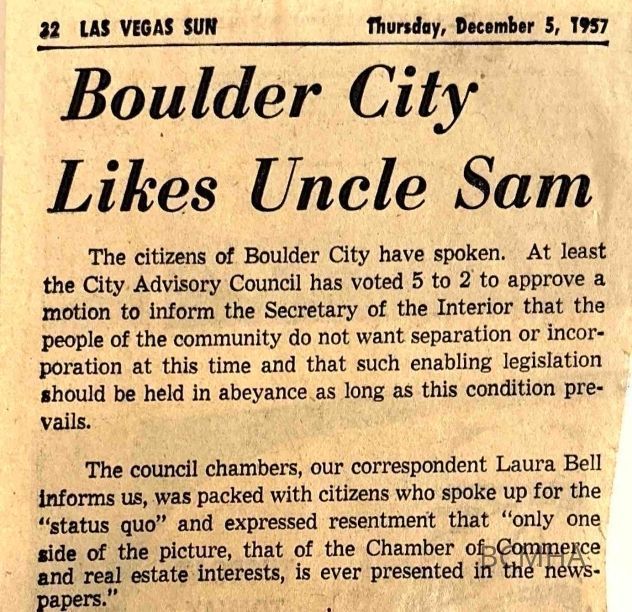 22 LAS VEGAS SUN Thursday, December 5, 1957
Boulder City
Likes Uncle Sam
The citizens of Boulder City have spoken. At least
the City Advisory Council has voted 5 to 2 to approve a
motion to inform the Secretary of the Interior that the
people of the community do not want separation or incor-
poration at this time and that such enabling legislation
should be held in abeyance as long as this condition pre-
vails.
The council chambers, our correspondent Laura Bell
informs us, was packed with citizens who spoke up for the
"status quo" and expressed resentment that "only one
side of the picture, that of the Chamber of Commerce
and real estate interests, is ever presented in the news-
papers."
BCMHA